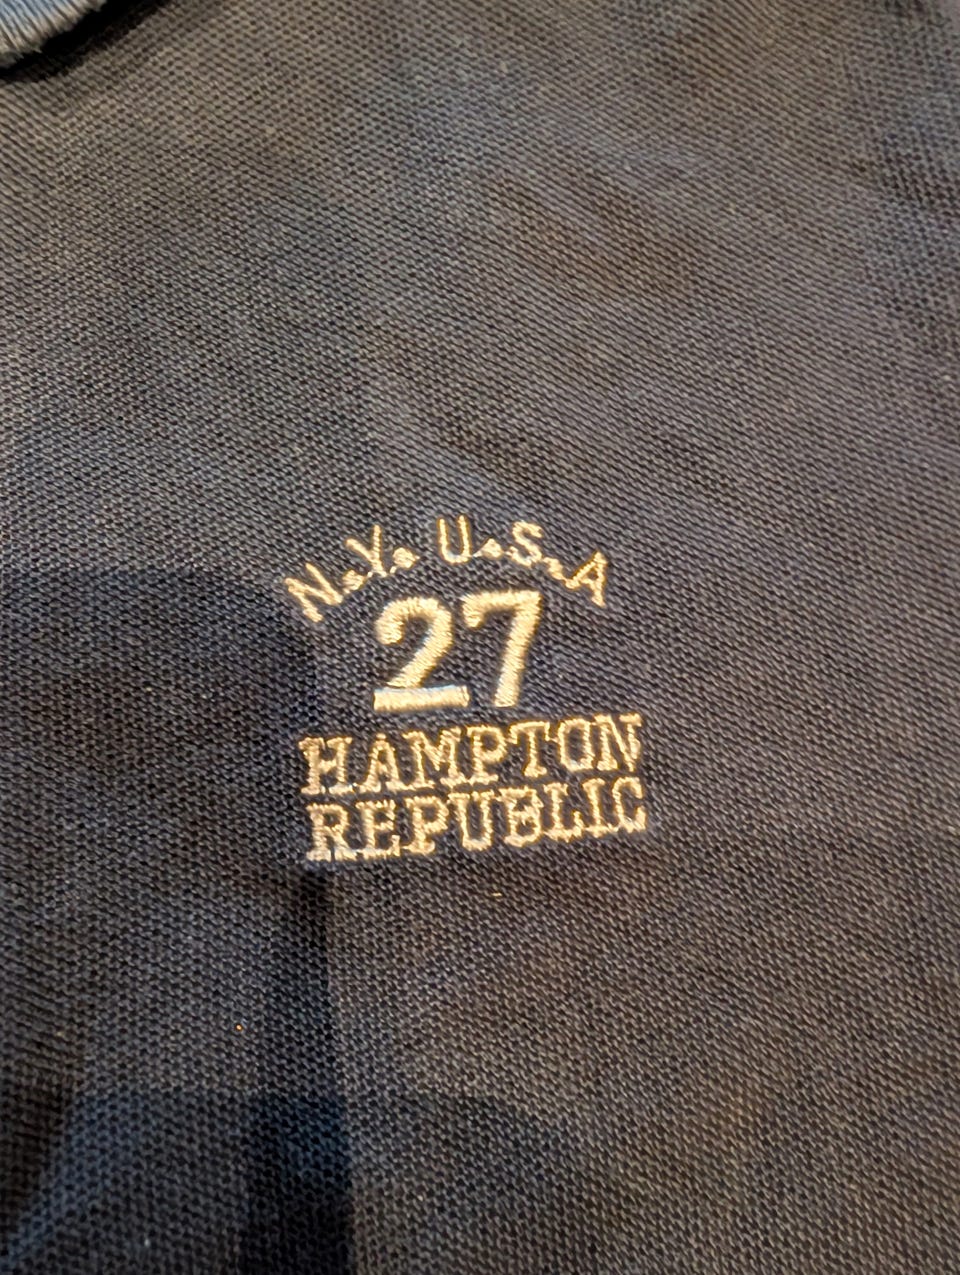 N.Y. U.S.A
27
HAMPTON
REPUBLIC